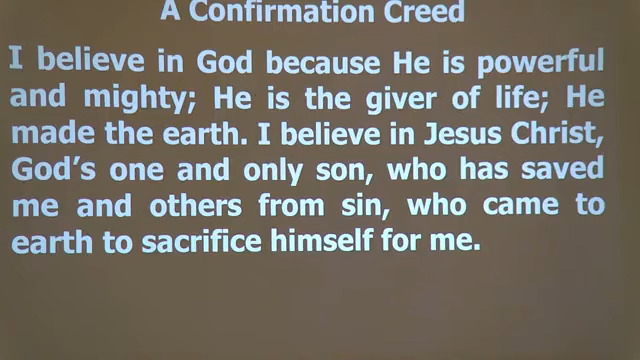 A Confirmation Creed
I believe in God because He is powerful
and mighty; He is the giver of life; He
made the earth. I believe in Jesus Christ,
God's one and only son, who has saved
me and others from sin, who came to
earth to sacrifice himself for me.